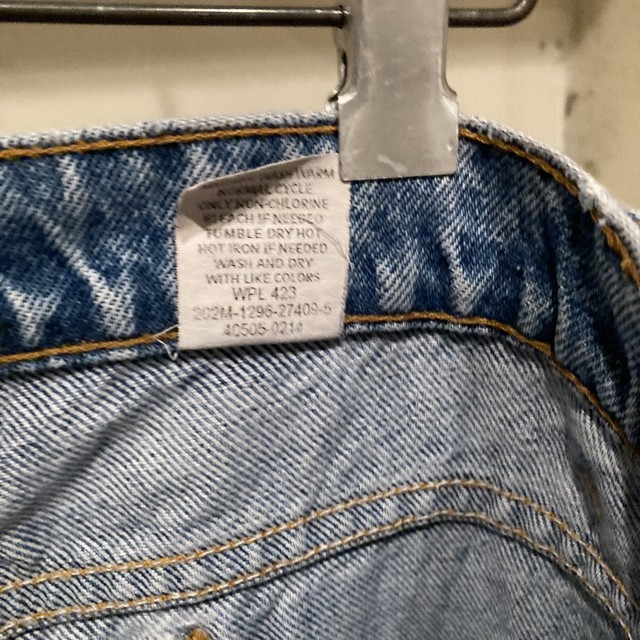 WARM
NORMAL CYCLE
ONLY NON-CHLORINE
BLEACH IF NEEDED
TUMBLE DRY HOT
HOT IRON IF NEEDED
WASH AND DRY
WITH LIKE COLORS
WPL 423
202M-1296-27409-5
40505-0214